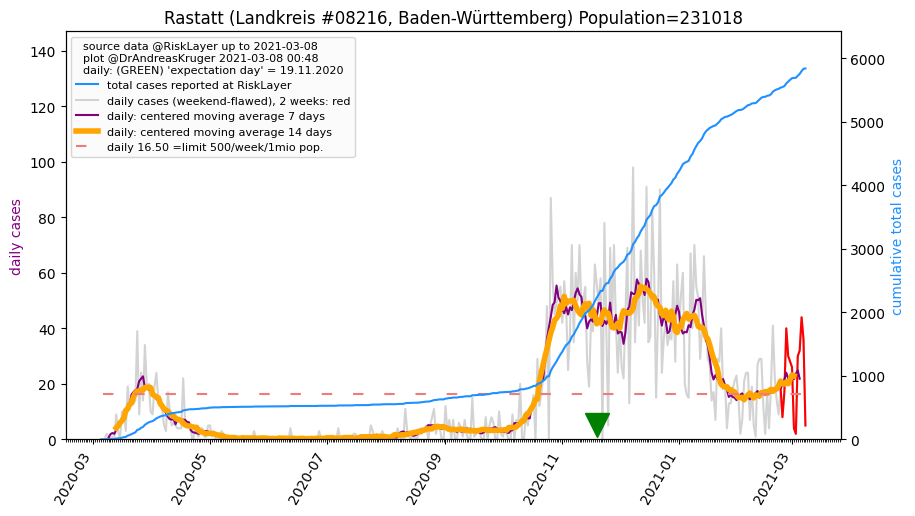 Rastatt (Landkreis #08216, Baden-Württemberg) Population=231018
source data @RiskLayer up to 2021-03-08
plot @DrAndreasKruger 2021-03-08 00:48
daily: (GREEN) 'expectation day' = 19.11.2020
total cases reported at RiskLayer
daily cases (weekend-flawed), 2 weeks: red
daily: centered moving average 7 days
daily: centered moving average 14 days
daily 16.50 =limit 500/week/1mio pop.
daily cases
140
120
100
80
60
40
20
0
6000
5000
4000
3000
2000
1000
0
cumulative total cases
2020-03
2020-05
2020-07
2020-09
2020-11
2021-01
2021-03